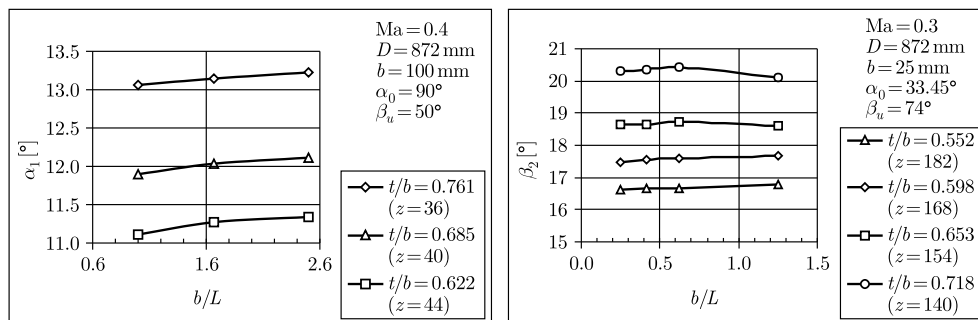 13.5
13.0
12.5
12.0
11.5
11.0
0.6
1.6
2.6
α₁ [°]
b/L
Ma=0.4
D=872 mm
b=100 mm
α₀=90°
βᵤ=50°
t/b=0.761
(z=36)
t/b=0.685
(z=40)
t/b=0.622
(z=44)
21
20
19
18
17
16
15
0.0
0.5
1.0
1.5
β₂ [°]
b/L
Ma=0.3
D=872 mm
b=25 mm
α₀=33.45°
βᵤ=74°
t/b=0.552
(z=182)
t/b=0.598
(z=168)
t/b=0.653
(z=154)
t/b=0.718
(z=140)